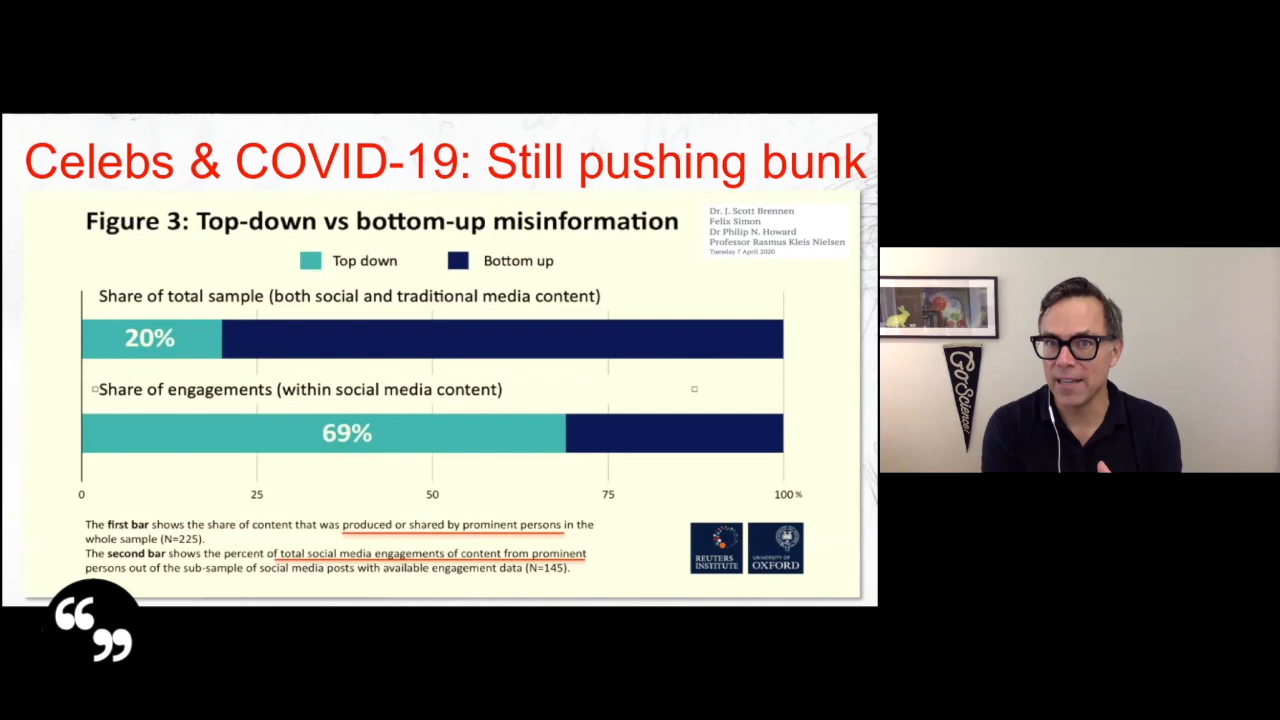 Celebs & COVID-19: Still pushing bunk
Figure 3: Top-down vs bottom-up misinformation
Dr. J. Scott Brennen
Felix Simon
Dr Philip N. Howard
Professor Rasmus Kleis Nielsen
Tuesday 7 April 2020
Top down
Bottom up
Share of total sample (both social and traditional media content)
20%
Share of engagements (within social media content)
69%
0 25 50 75 100%
The first bar shows the share of content that was produced or shared by prominent persons in the
whole sample (N=225).
The second bar shows the percent of total social media engagements of content from prominent
persons out of the sub-sample of social media posts with available engagement data (N=145).
REUTERS
INSTITUTE
UNIVERSITY OF
OXFORD
Go Science!